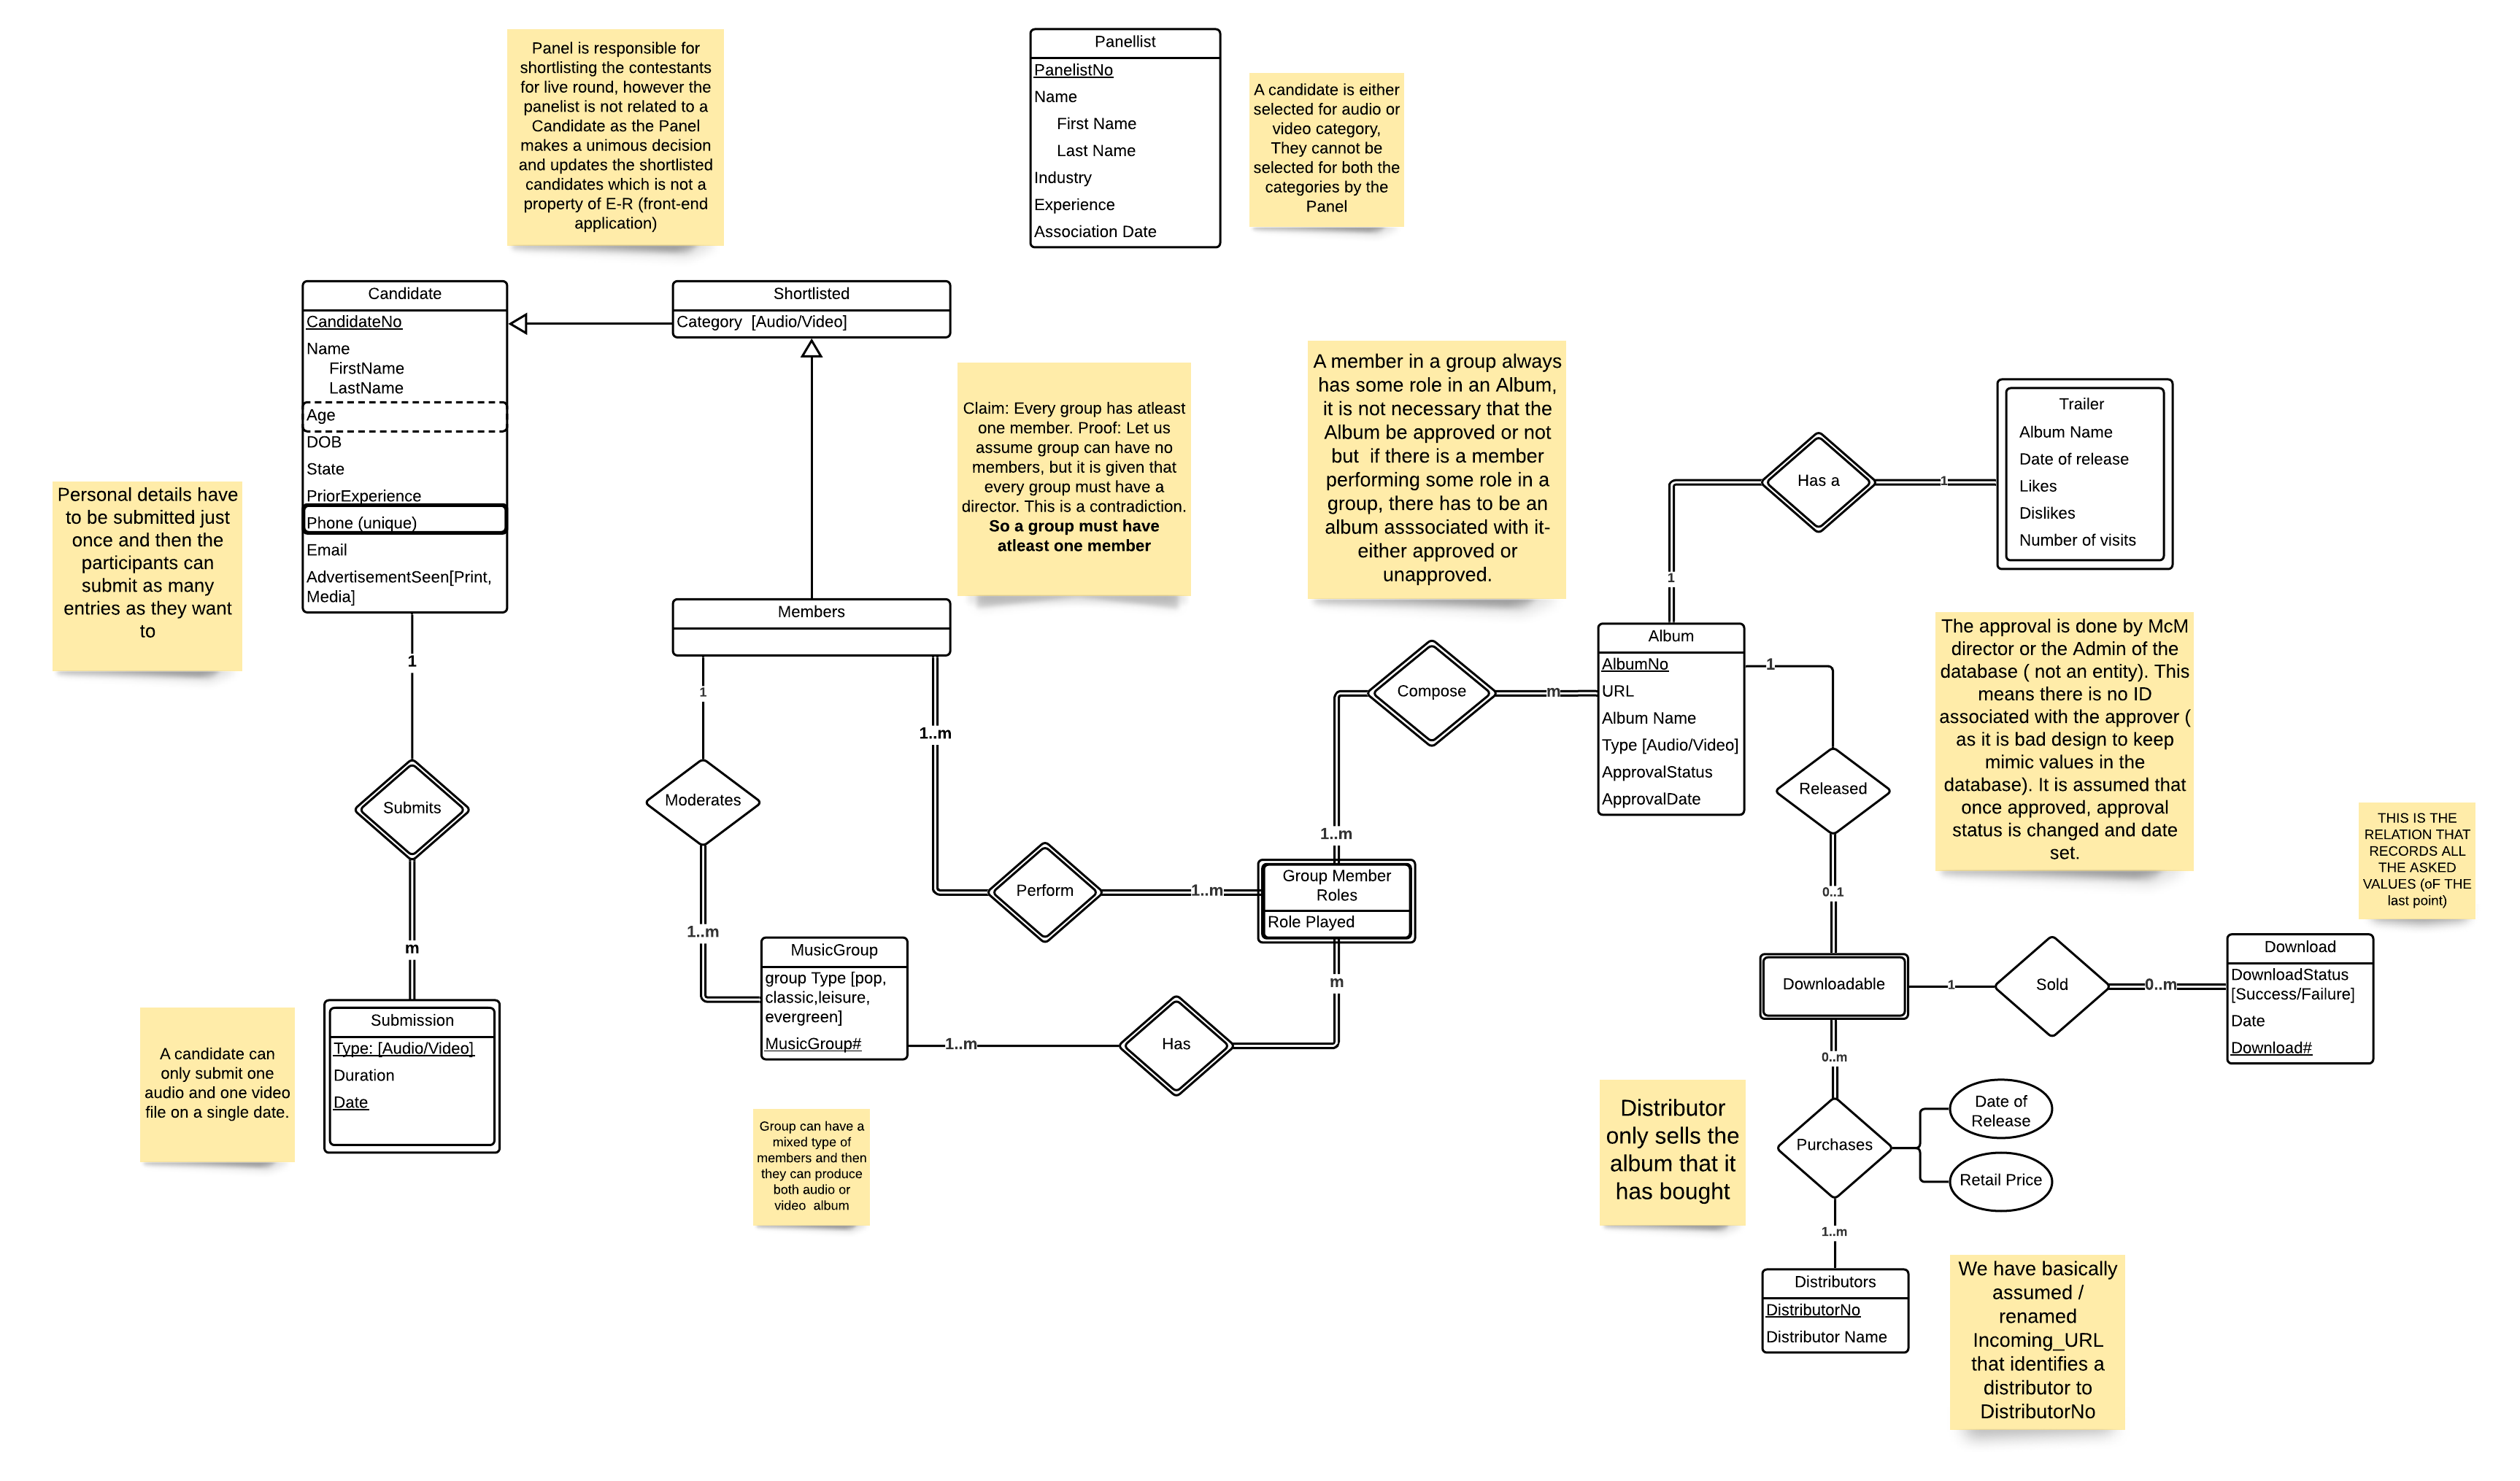 Panel is responsible for
shortlisting the contestants
for live round, however the
panelist is not related to a
Candidate as the Panel
makes a unimous decision
and updates the shortlisted
candidates which is not a
property of E-R (front-end
application)
Panellist
PanelistNo
Name
First Name
Last Name
Industry
Experience
Association Date
A candidate is either
selected for audio or
video category,
They cannot be
selected for both the
categories by the
Panel
Candidate
CandidateNo
Name
FirstName
LastName
Age
DOB
State
PriorExperience
Phone (unique)
Email
AdvertisementSeen[Print,
Media]
Shortlisted
Category [Audio/Video]
Claim: Every group has atleast
one member. Proof: Let us
assume group can have no
members, but it is given that
every group must have a
director. This is a contradiction.
So a group must have
atleast one member
A member in a group always
has some role in an Album,
it is not necessary that the
Album be approved or not
but if there is a member
performing some role in a
group, there has to be an
album asssociated with it-
either approved or
unapproved.
Trailer
Album Name
Date of release
Likes
Dislikes
Number of visits
Has a
1
1
Personal details have
to be submitted just
once and then the
participants can
submit as many
entries as they want
to
Members
Album
AlbumNo
URL
Album Name
Type [Audio/Video]
ApprovalStatus
ApprovalDate
The approval is done by McM
director or the Admin of the
database ( not an entity). This
means there is no ID
associated with the approver (
as it is bad design to keep
mimic values in the
database). It is assumed that
once approved, approval
status is changed and date
set.
1
1
1..m
Compose
m
1
Released
Submits
Moderates
1..m
0..1
THIS IS THE
RELATION THAT
RECORDS ALL
THE ASKED
VALUES (oF THE
last point)
Perform
1..m
Group Member
Roles
Role Played
m
1..m
m
MusicGroup
group Type [pop,
classic,leisure,
evergreen]
MusicGroup#
1..m
Has
Downloadable
1
Sold
0..m
Download
DownloadStatus
[Success/Failure]
Date
Download#
A candidate can
only submit one
audio and one video
file on a single date.
Submission
Type: [Audio/Video]
Duration
Date
Group can have a
mixed type of
members and then
they can produce
both audio or
video album
0..m
Distributor
only sells the
album that it
has bought
Purchases
Date of
Release
Retail Price
1..m
Distributors
DistributorNo
Distributor Name
We have basically
assumed /
renamed
Incoming_URL
that identifies a
distributor to
DistributorNo